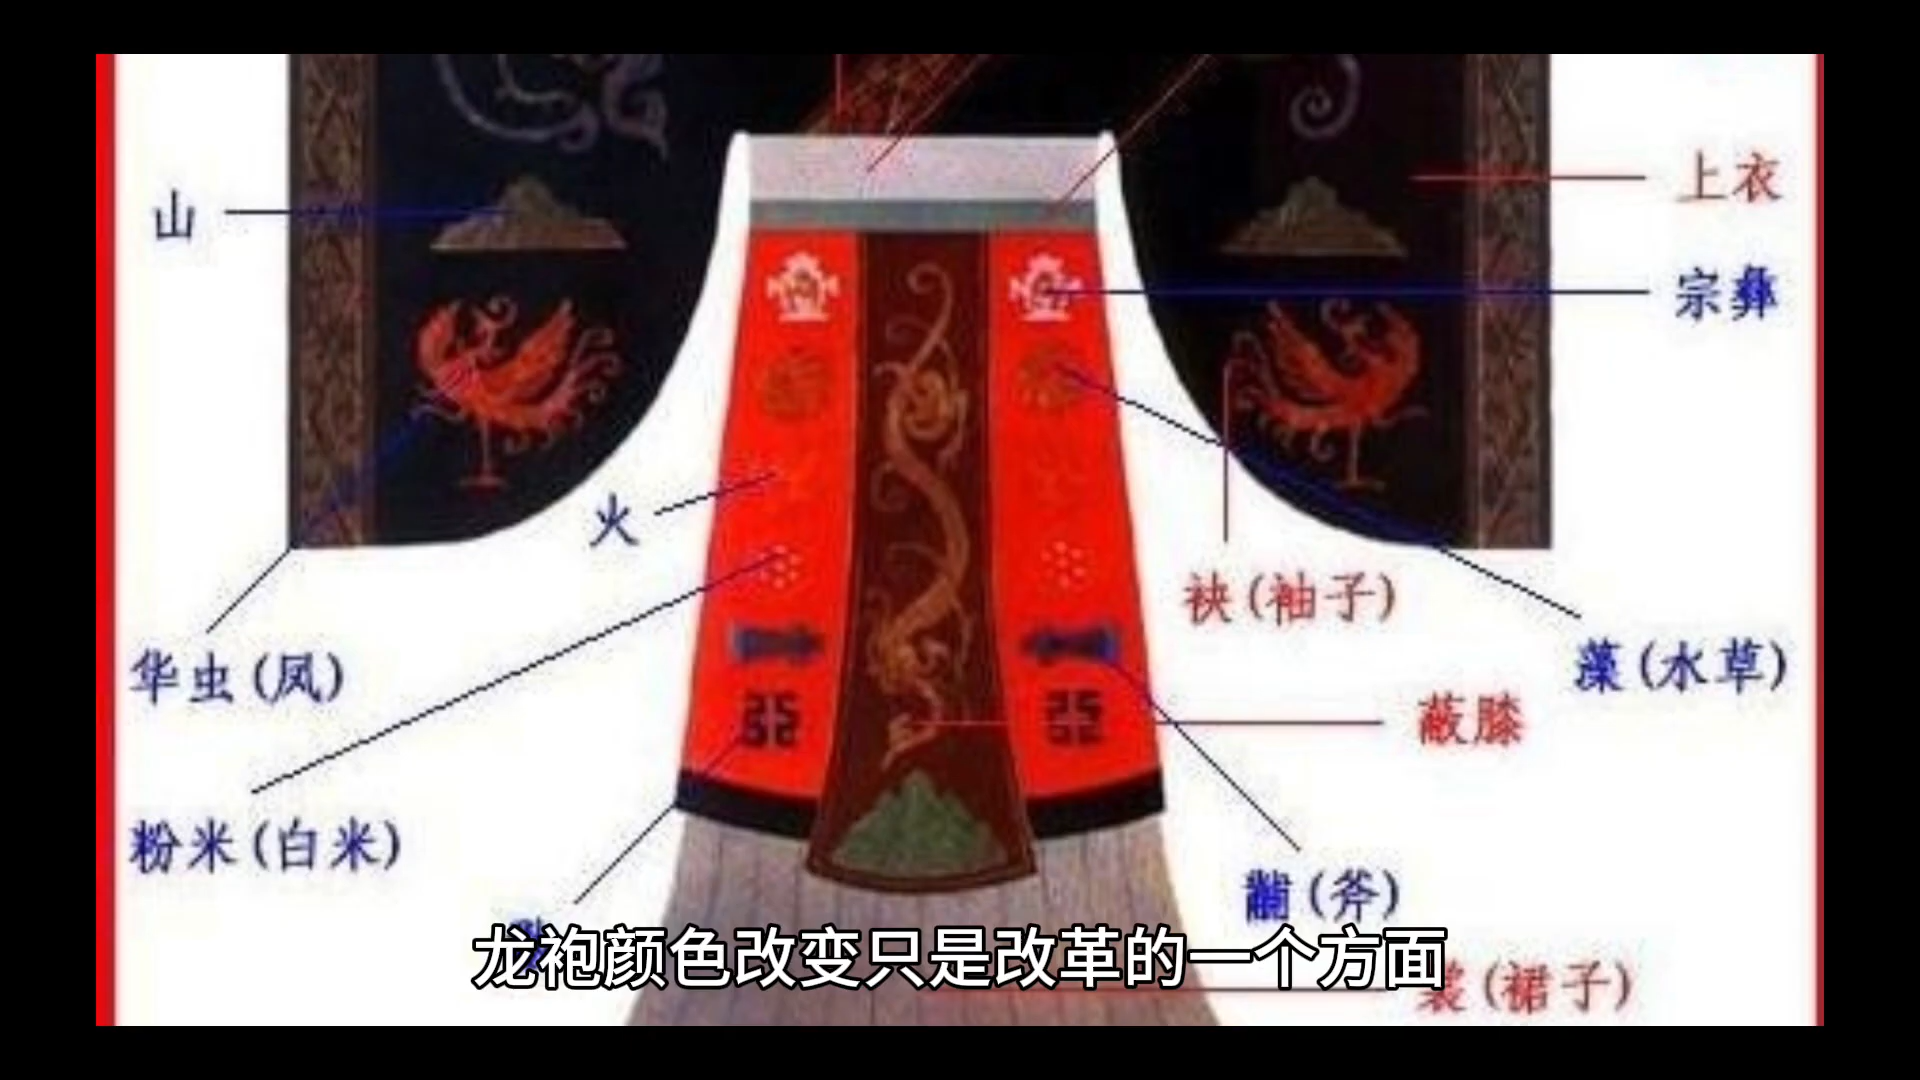 上衣
山
宗彝
火
袂(袖子)
华虫(凤)
藻(水草)
蔽膝
粉米(白米)
黼(斧)
龙袍颜色改变只是改革的一个方面
裳(裙子)